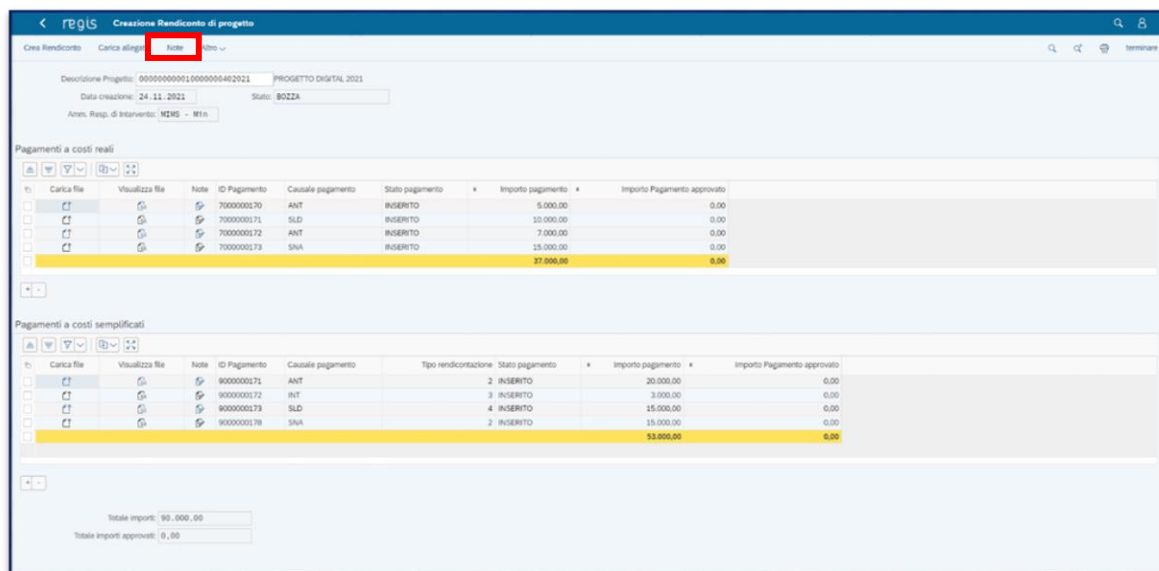 regis Creazione Rendiconto di progetto
Crea Rendiconto Carica allegati Note Altro terminare
Descrizione Progetto: PROGETTO DIGITAL 2021
Data creazione: 24.11.2021 Stato: BOZZA
Amm. Resp. di Intervento: MIMS - Min
Pagamenti a costi reali
Carica file Visualizza file Note ID Pagamento Causale pagamento Stato pagamento Importo pagamento Importo Pagamento approvato
7000000170 ANT INSERITO 5.000,00 0,00
7000000171 SLD INSERITO 10.000,00 0,00
7000000172 ANT INSERITO 7.000,00 0,00
7000000173 SNA INSERITO 15.000,00 0,00
37.000,00 0,00
+ -
Pagamenti a costi semplificati
Carica file Visualizza file Note ID Pagamento Causale pagamento Tipo rendicontazione Stato pagamento Importo pagamento Importo Pagamento approvato
9000000171 ANT 2 INSERITO 20.000,00 0,00
9000000172 INT 3 INSERITO 3.000,00 0,00
9000000173 SLD 4 INSERITO 15.000,00 0,00
9000000178 SNA 2 INSERITO 15.000,00 0,00
53.000,00 0,00
+ -
Totale importi: 90.000,00
Totale importi approvati: 0,00